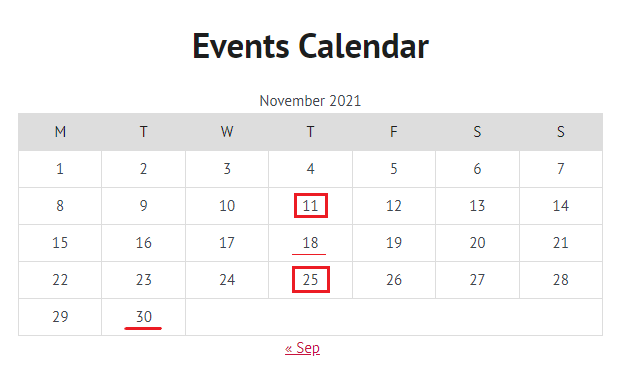 Events Calendar
November 2021
M T W T F S S
1 2 3 4 5 6 7
8 9 10 11 12 13 14
15 16 17 18 19 20 21
22 23 24 25 26 27 28
29 30
« Sep